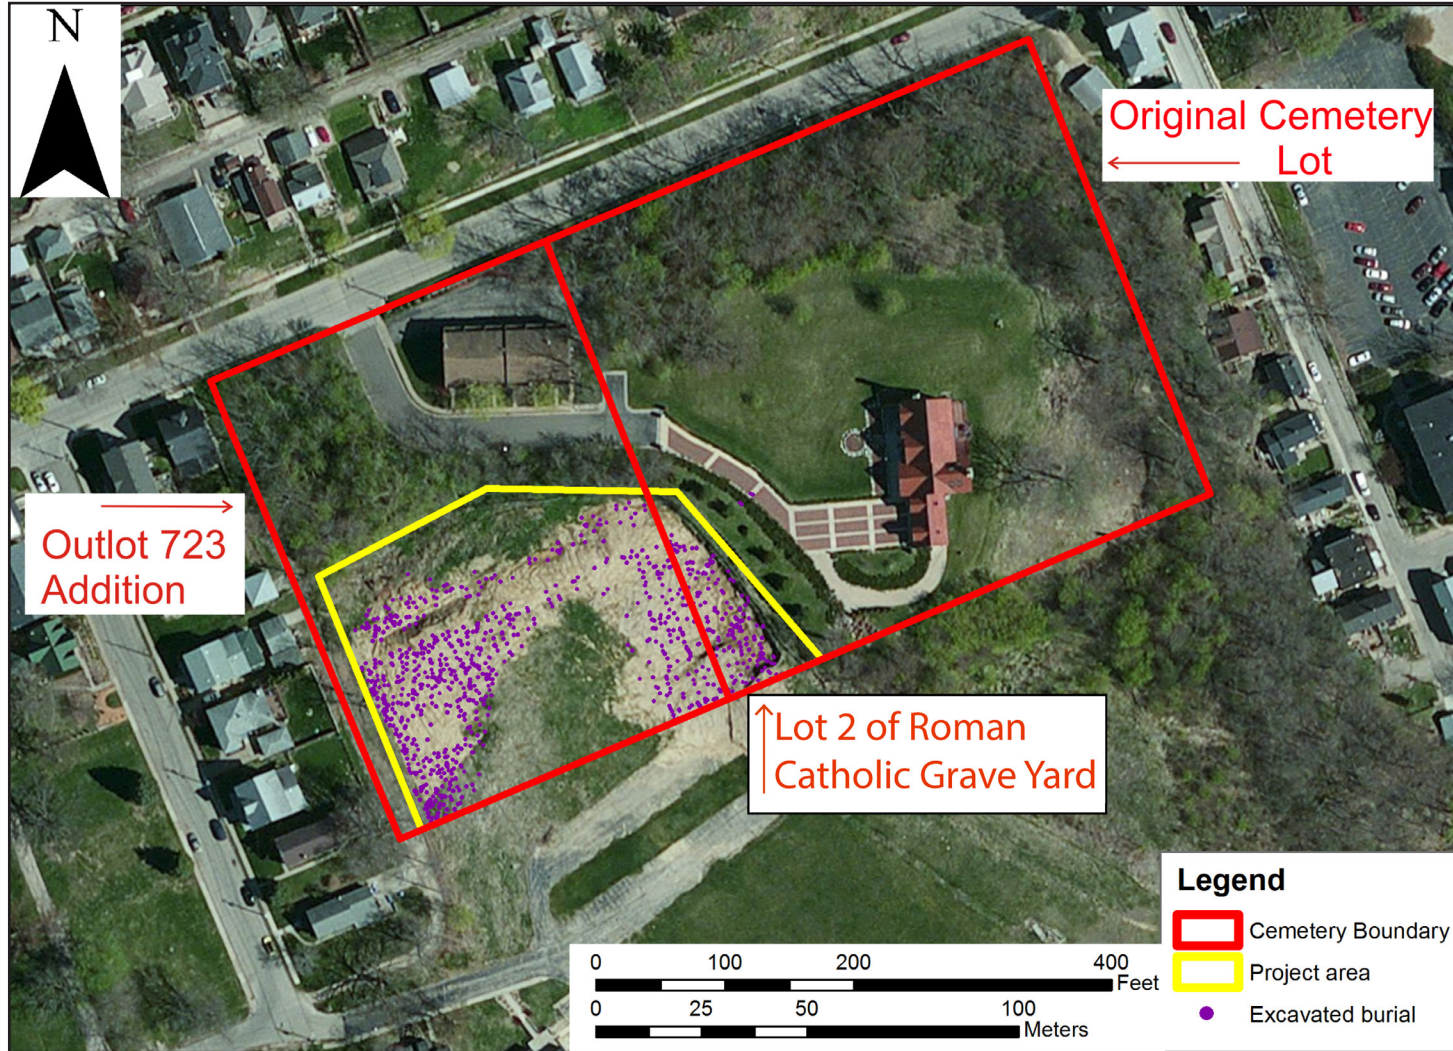 N
Original Cemetery
Lot
Outlot 723
Addition
Lot 2 of Roman
Catholic Grave Yard
Legend
Cemetery Boundary
Project area
Excavated burial
0 100 200 400
Feet
0 25 50 100
Meters